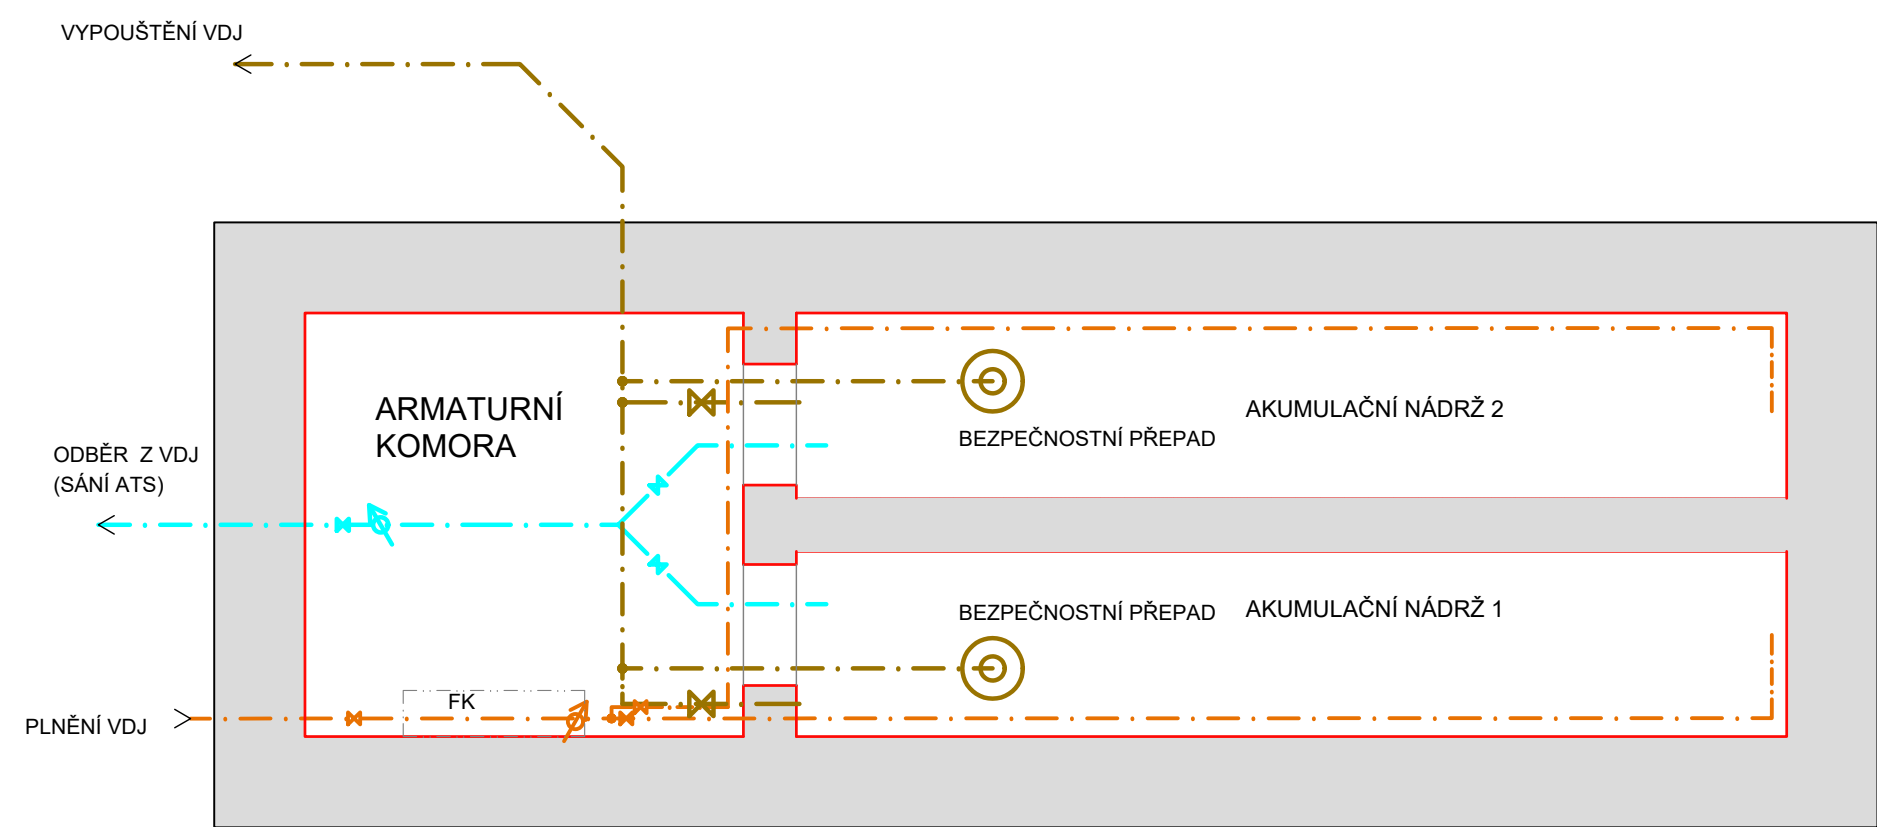 VYPOUŠTĚNÍ VDJ
ARMATURNÍ
KOMORA
ODBĚR Z VDJ
(SÁNÍ ATS)
AKUMULAČNÍ NÁDRŽ 2
BEZPEČNOSTNÍ PŘEPAD
BEZPEČNOSTNÍ PŘEPAD
AKUMULAČNÍ NÁDRŽ 1
FK
PLNĚNÍ VDJ